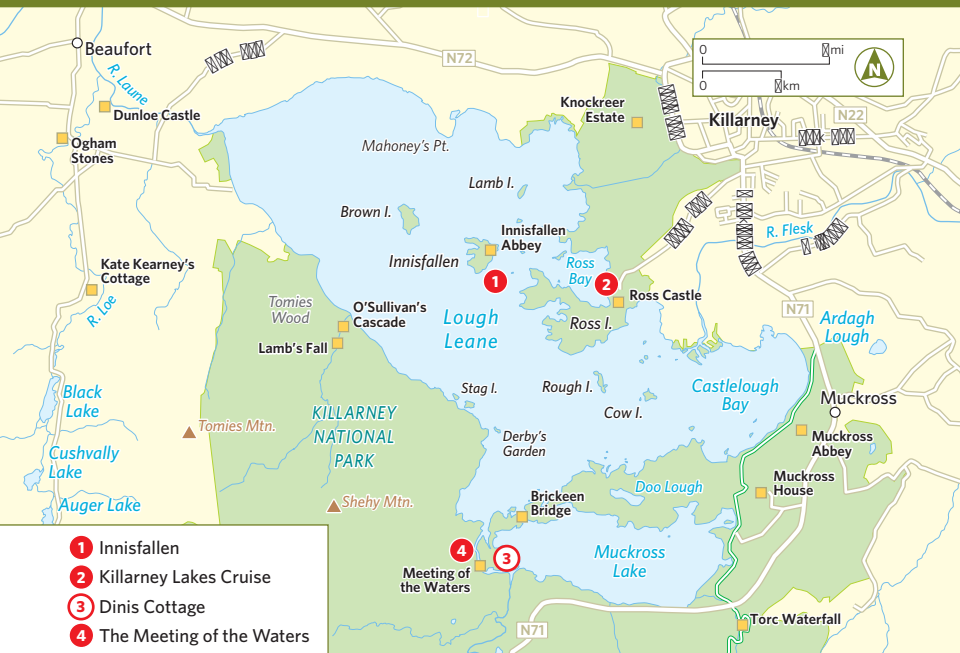 Beaufort
R. Laune
Dunloe Castle
Ogham
Stones
N72
0
mi
0
km
N
Knockreer
Estate
Killarney
N22
Mahoney's Pt.
Lamb I.
Brown I.
Innisfallen
Abbey
Innisfallen
1
Ross
Bay
2
R. Flesk
Ross Castle
Ross I.
N71
Kate Kearney's
Cottage
R. Loe
Tomies
Wood
O'Sullivan's
Cascade
Lamb's Fall
Lough
Leane
Ardagh
Lough
Black
Lake
Stag I.
Rough I.
Cow I.
Castlelough
Bay
Muckross
KILLARNEY
NATIONAL
PARK
Tomies Mtn.
Derby's
Garden
Muckross
Abbey
Cushvally
Lake
Auger Lake
Shehy Mtn.
Brickeen
Bridge
Doo Lough
Muckross
House
4
3
Meeting of
the Waters
Muckross
Lake
N71
Torc Waterfall
1 Innisfallen
2 Killarney Lakes Cruise
3 Dinis Cottage
4 The Meeting of the Waters